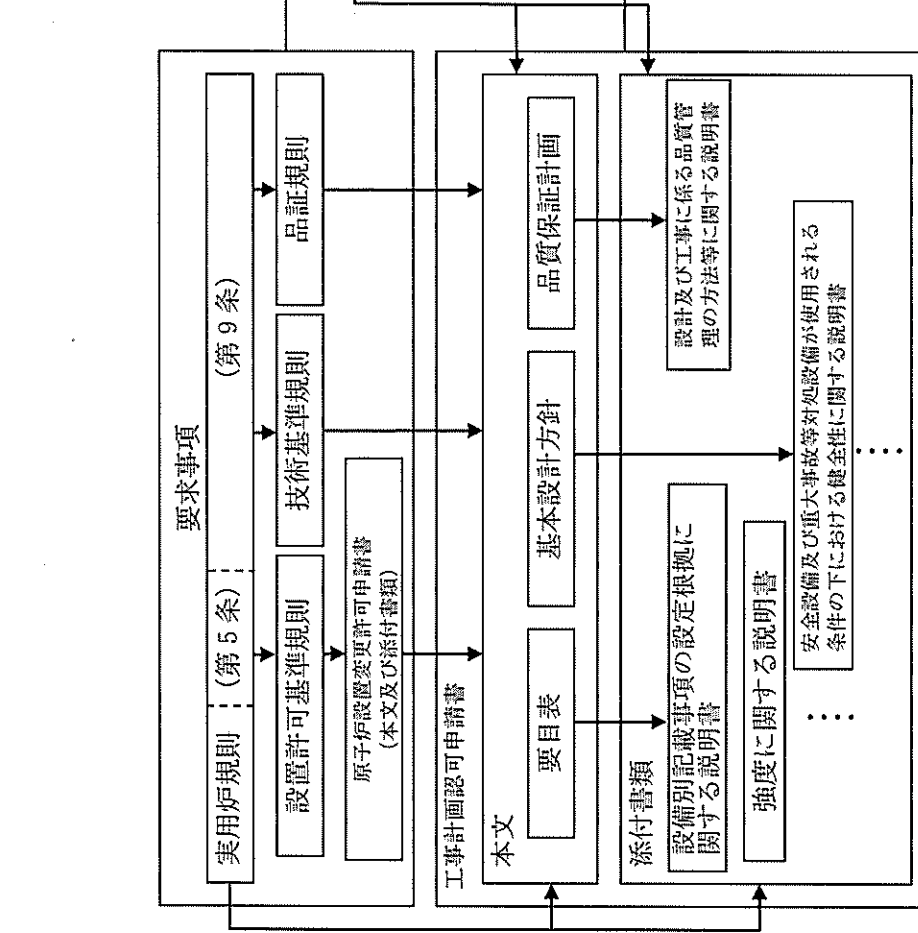 要求事項
実用炉規則
(第5条)
(第9条)
設置許可基準規則
技術基準規則
品証規則
原子炉設置変更許可申請書
(本文及び添付書類)
工事計画認可申請書
本文
要目表
基本設計方針
品質保証計画
添付書類
設備別記載事項の設定根拠に
関する説明書
強度に関する説明書
設計及び工事に係る品質管
理の方法等に関する説明書
安全設備及び重大事故等対処設備が使用される
条件の下における健全性に関する説明書
‥‥
‥‥